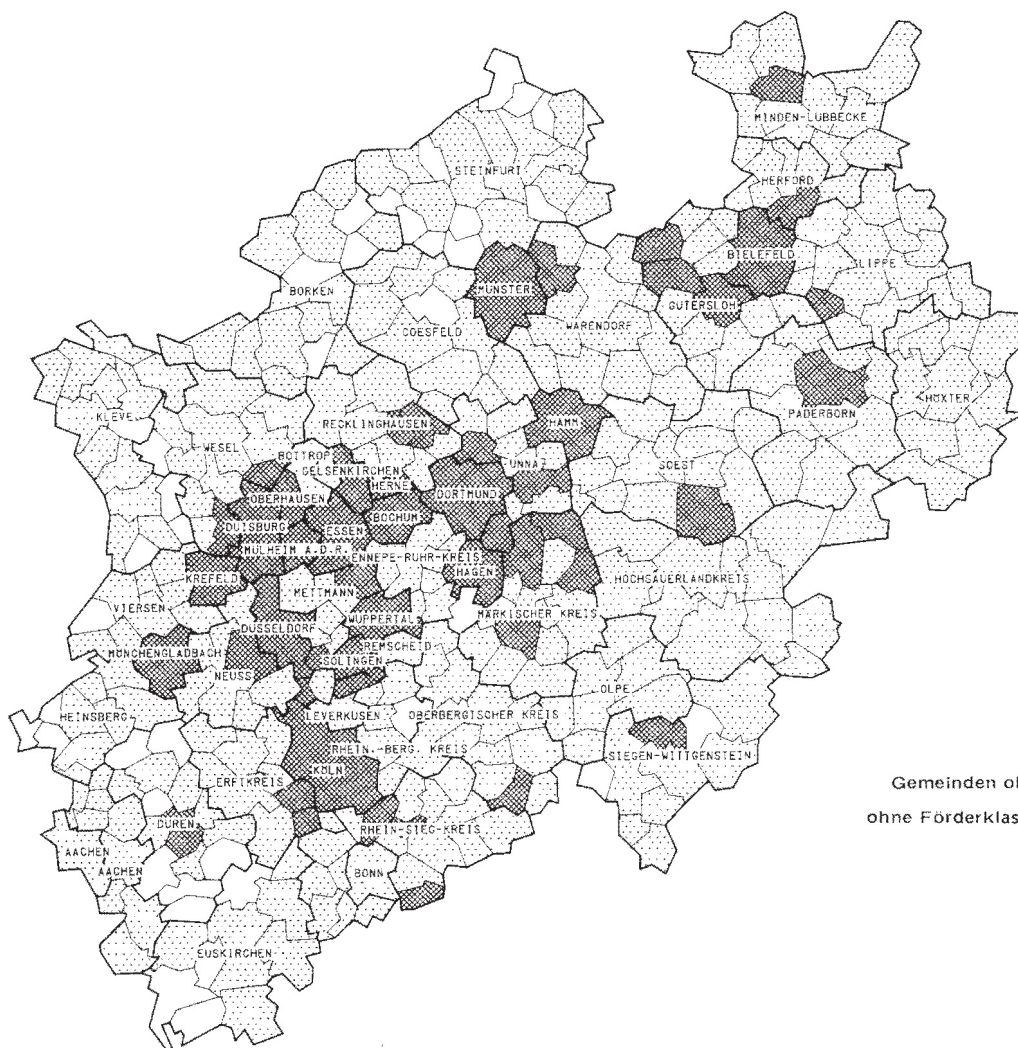 MINDEN-LÜBBECKE
STEINFURT
HERFORD
BIELEFELD
LIPPE
BORKEN
MÜNSTER
GÜTERSLOH
COESFELD
WARENDORF
KLEVE
HÖXTER
PADERBORN
RECKLINGHAUSEN
HAMM
WESEL
BOTTROP
UNNA
SOEST
GELSENKIRCHEN
HERNE
OBERHAUSEN
DORTMUND
DUISBURG
ESSEN
BOCHUM
MÜLHEIM A.D.R.
ENNEPE-RUHR-KREIS
KREFELD
HAGEN
HOCHSAUERLANDKREIS
METTMANN
VIERSEN
WUPPERTAL
MÄRKISCHER KREIS
DÜSSELDORF
REMSCHEID
MÖNCHENGLADBACH
SOLINGEN
NEUSS
OLPE
HEINSBERG
LEVERKUSEN
OBERBERGISCHER KREIS
RHEIN.-BERG. KREIS
SIEGEN-WITTGENSTEIN
KÖLN
ERFTKREIS
Gemeinden
DÜREN
RHEIN-SIEG-KREIS
ohne
AACHEN
AACHEN
BONN
EUSKIRCHEN